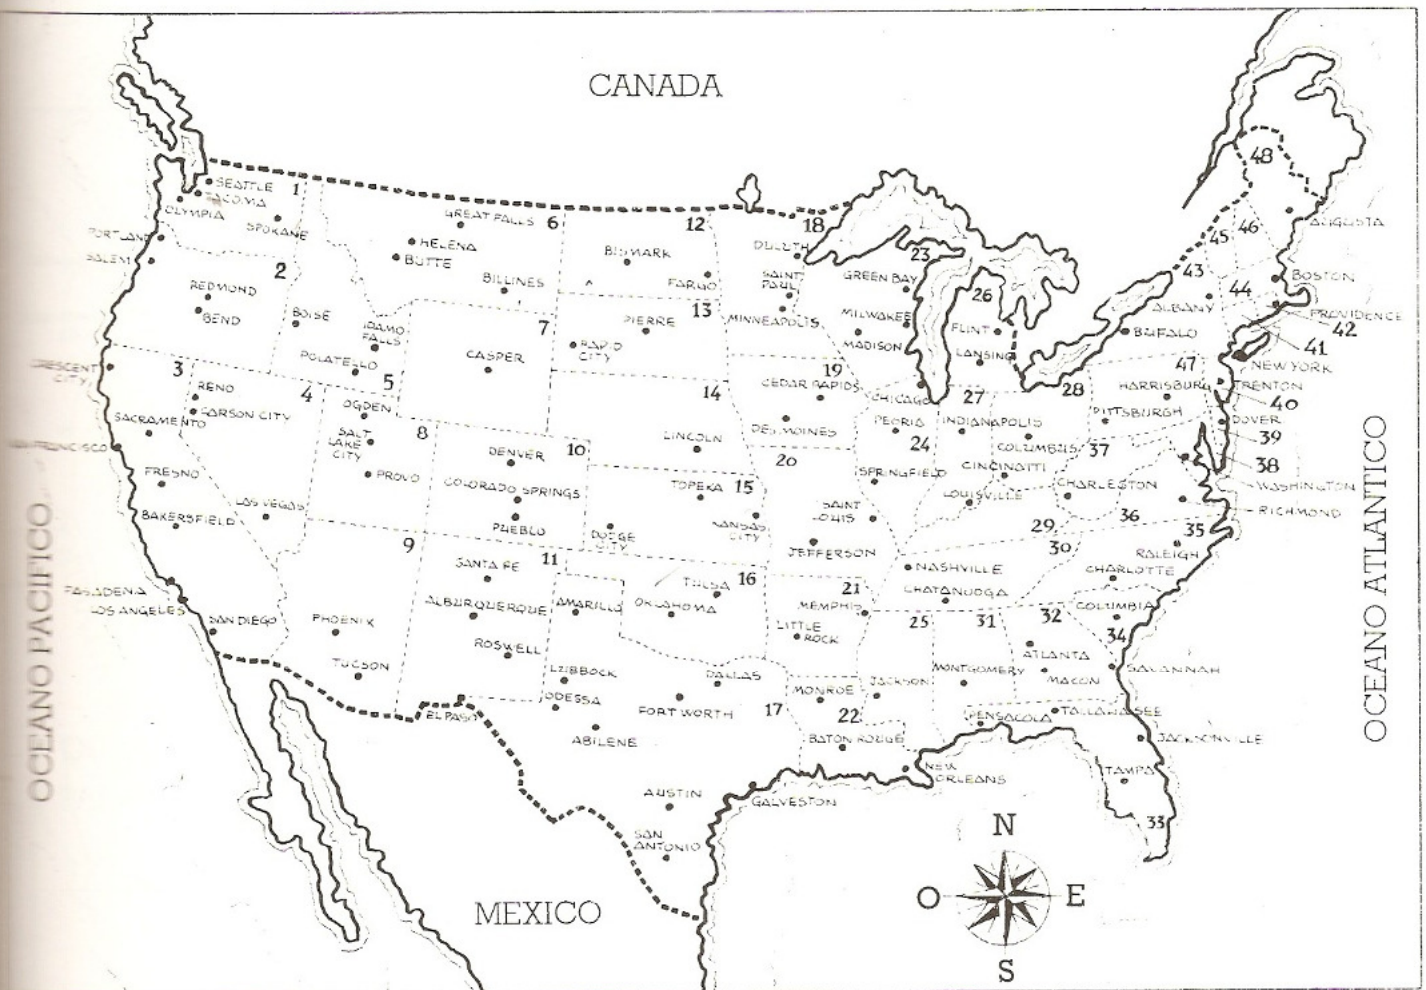 CANADA
48
SEATTLE
1
TACOMA
OLYMPIA
SPOKANE
GREAT FALLS
6
12
18
AUGUSTA
45
46
PORTLAND
SALEM
HELENA
BUTTE
BISMARK
DULUTH
23
43
2
BILLINES
FARGO
SAINT
PAUL
GREEN BAY
26
44
BOSTON
REDMOND
BEND
BOISE
IDAMO
FALLS
7
PIERRE
13
MINNEAPOLIS
MILWAKEE
MADISON
FLINT
LANSING
ALBANY
BUFALO
PROVIDENCE
42
41
CRESCENT
CITY
3
POLATELLO
5
CASPER
RAPID
CITY
19
47
NEW YORK
RENO
4
OGDEN
14
CEDAR RAPIDS
CHICAGO
27
28
HARRISBURG
TRENTON
40
CARSON CITY
SACRAMENTO
SALT
LAKE
CITY
8
LINCOLN
DES MOINES
PEORIA
INDIANAPOLIS
PITTSBURGH
DOVER
39
SAN FRANCISCO
DENVER
10
20
24
COLUMBUS
37
38
FRESNO
PROVO
COLORADO SPRINGS
TOPEKA
15
SPRINGFIELD
CINCINATTI
CHARLESTON
WASHINGTON
LAS VEGAS
PUEBLO
SAINT
LOUIS
LOUISVILLE
36
RICHMOND
BAKERSFIELD
DODGE
CITY
KANSAS
CITY
29
35
9
11
JEFFERSON
30
RALEIGH
SANTA FE
NASHVILLE
CHARLOTTE
PASADENA
LOS ANGELES
TULSA
16
21
CHATANUOGA
ALBURQUERQUE
AMARILLO
OKLAHOMA
MEMPHIS
COLUMBIA
SAN DIEGO
PHOENIX
LITTLE
ROCK
25
31
32
34
ROSWELL
ATLANTA
TUCSON
LUBBOCK
DALLAS
MONTGOMERY
MACON
SAVANNAH
ODESSA
MONROE
JACKSON
EL PASO
FORT WORTH
17
22
PENSACOLA
TALLAHASEE
ABILENE
BATON ROUGE
JACKSONVILLE
NEW
ORLEANS
TAMPA
AUSTIN
GALVESTON
33
SAN
ANTONIO
MEXICO
N
O
E
S
OCEANO PACIFICO
OCEANO ATLANTICO